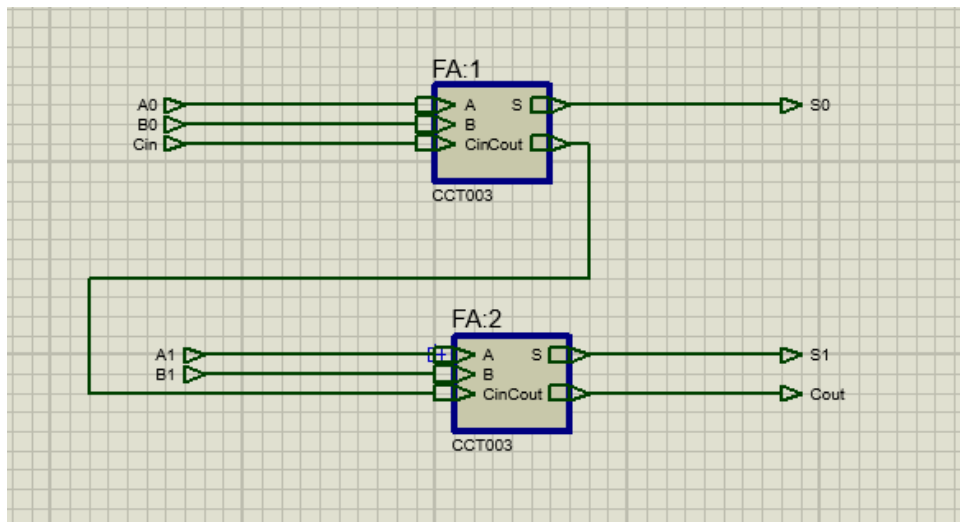 FA:1
A0 A S S0
B0 B
Cin CinCout
CCT003
FA:2
A1 A S S1
B1 B
CinCout Cout
CCT003